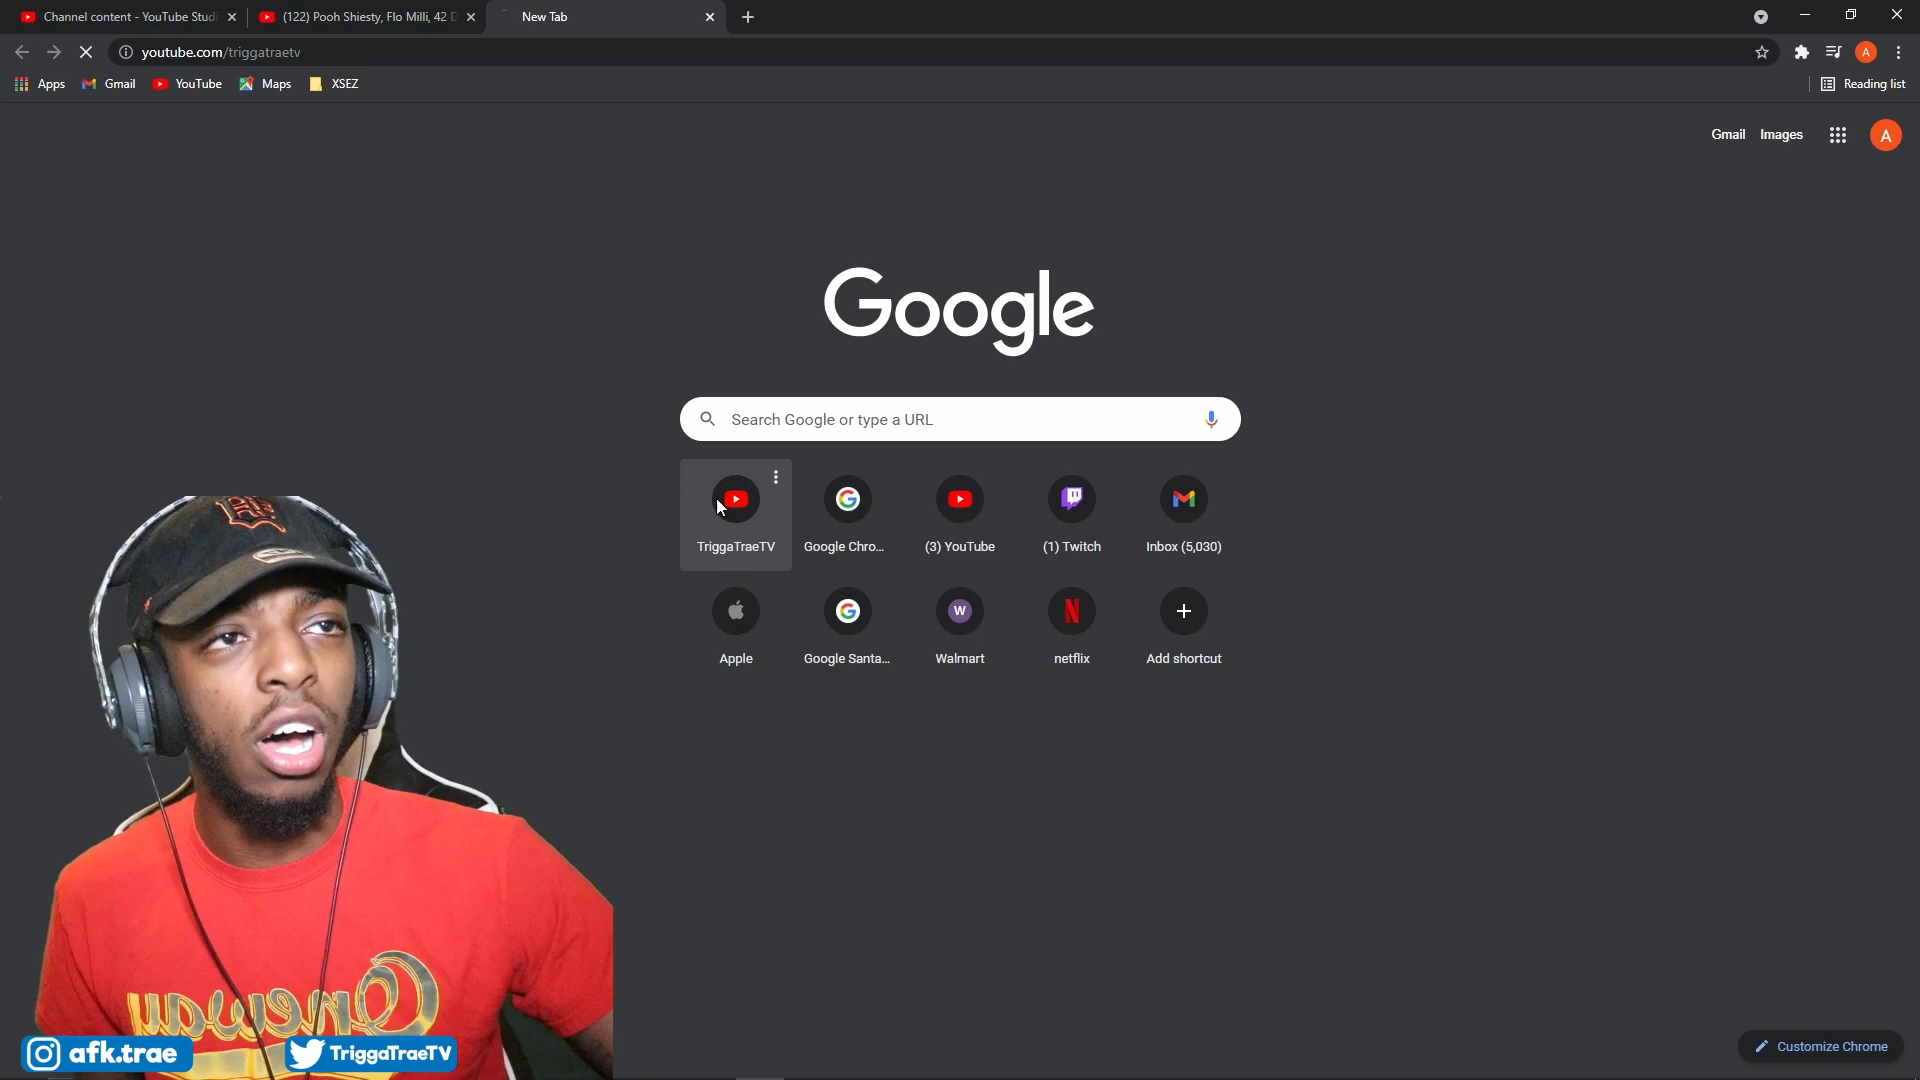 Channel content - YouTube Studi
(122) Pooh Shiesty, Flo Milli, 42 D
New Tab
youtube.com/triggatraetv
A
Apps
Gmail
YouTube
Maps
XSEZ
Reading list
Gmail
Images
A
Google
Search Google or type a URL
TriggaTraeTV
Google Chro...
(3) YouTube
(1) Twitch
Inbox (5,030)
W
Apple
Google Santa...
Walmart
netflix
Add shortcut
afk.trae
TriggaTraeTV
Customize Chrome